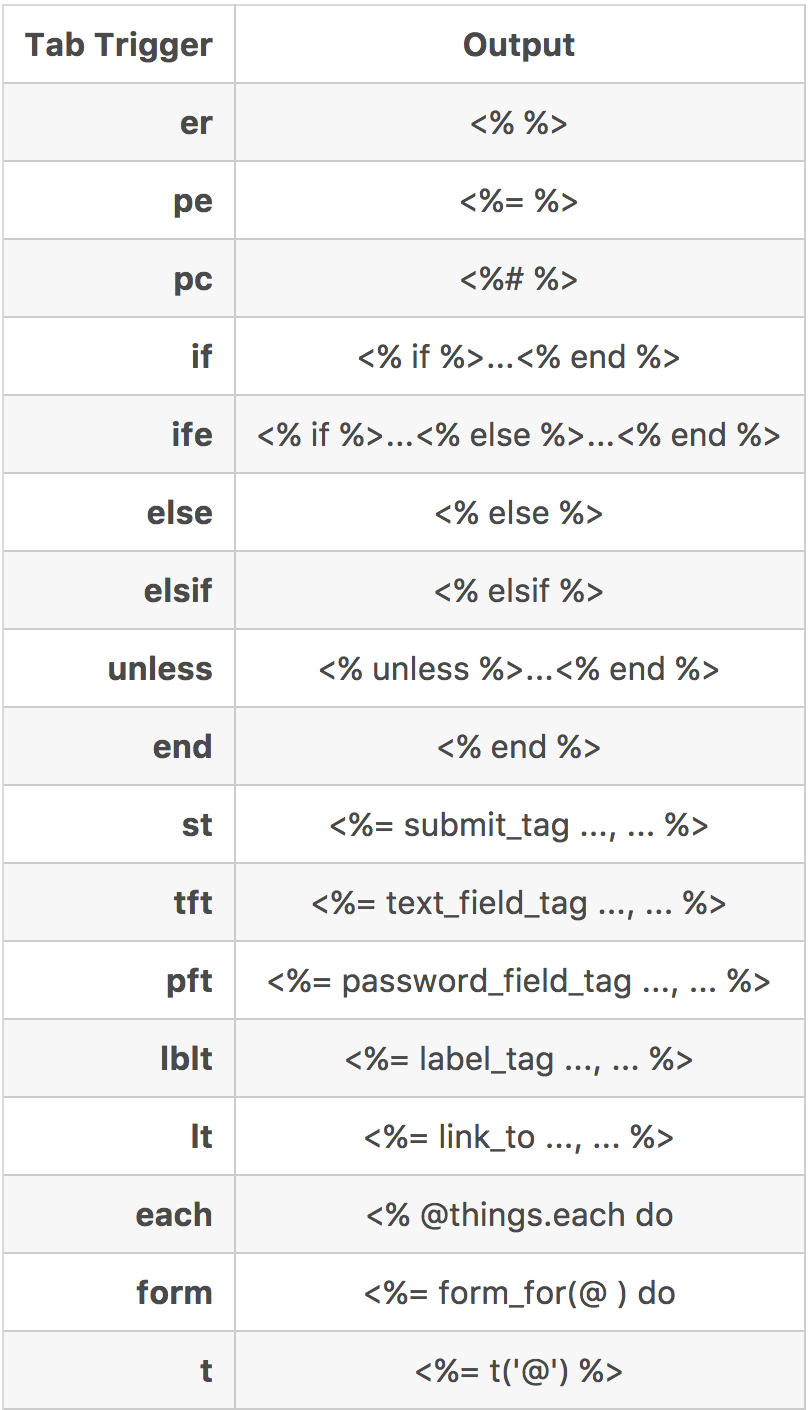 Tab Trigger Output
er <% %>
pe <%= %>
pc <%# %>
if <% if %>...<% end %>
ife <% if %>...<% else %>...<% end %>
else <% else %>
elsif <% elsif %>
unless <% unless %>...<% end %>
end <% end %>
st <%= submit_tag ..., ... %>
tft <%= text_field_tag ..., ... %>
pft <%= password_field_tag ..., ... %>
lblt <%= label_tag ..., ... %>
lt <%= link_to ..., ... %>
each <% @things.each do
form <%= form_for(@ ) do
t <%= t('@') %>